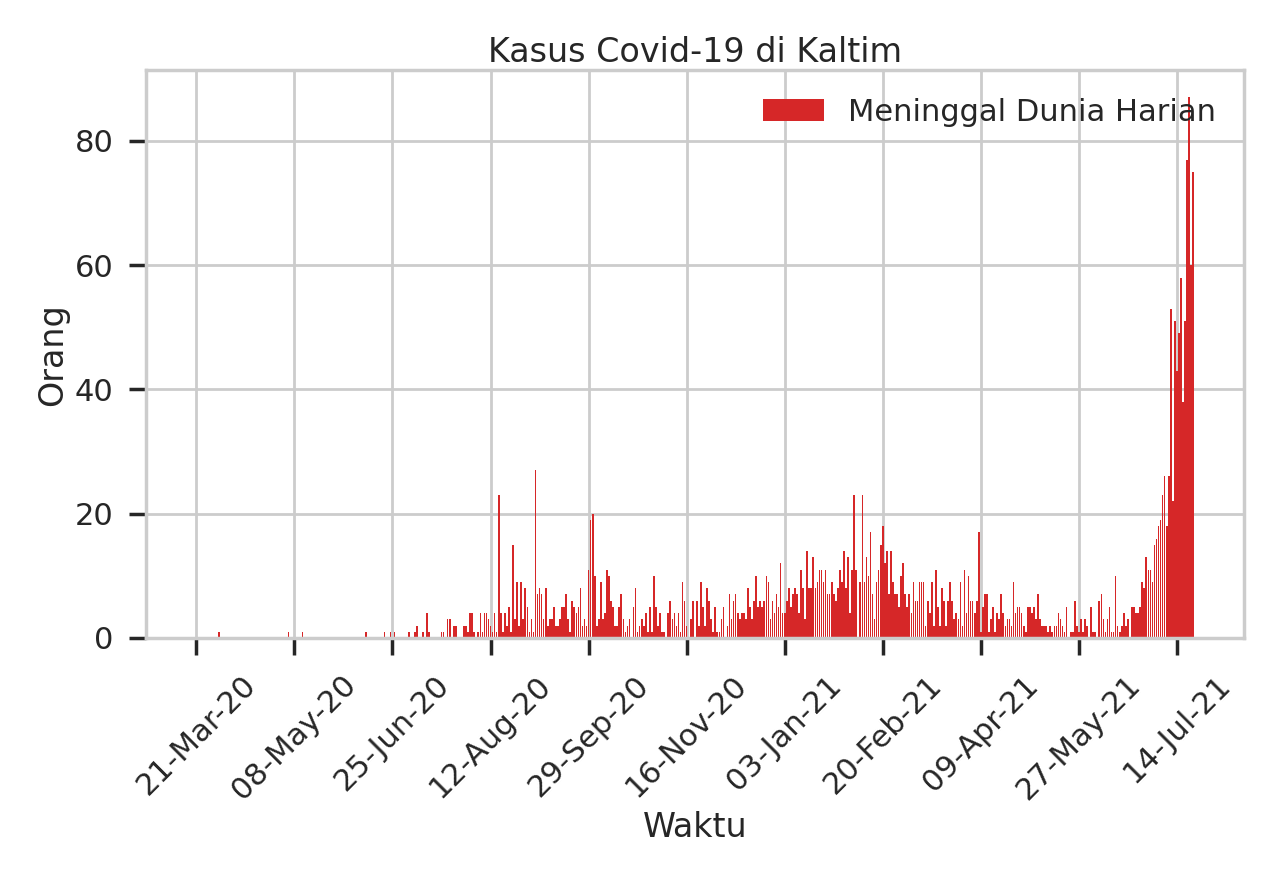 Kasus Covid-19 di Kaltim
Meninggal Dunia Harian
80
60
40
20
0
Orang
21-Mar-20
08-May-20
25-Jun-20
12-Aug-20
29-Sep-20
16-Nov-20
03-Jan-21
20-Feb-21
09-Apr-21
27-May-21
14-Jul-21
Waktu